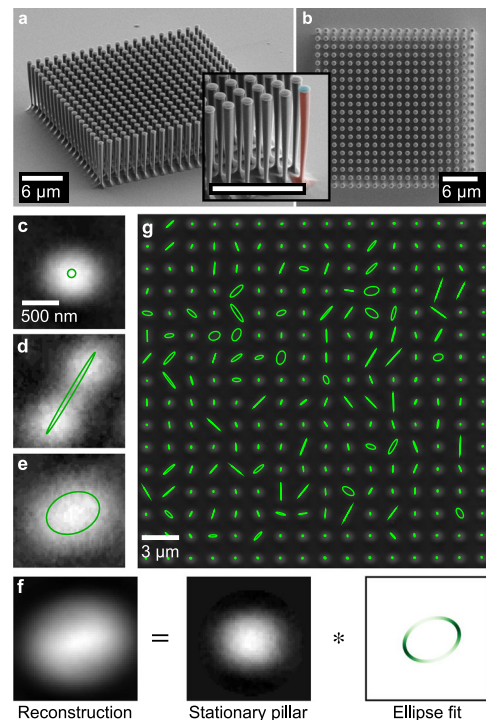 a
b
6 µm
6 µm
c
500 nm
d
e
g
3 µm
f
=
*
Reconstruction
Stationary pillar
Ellipse fit